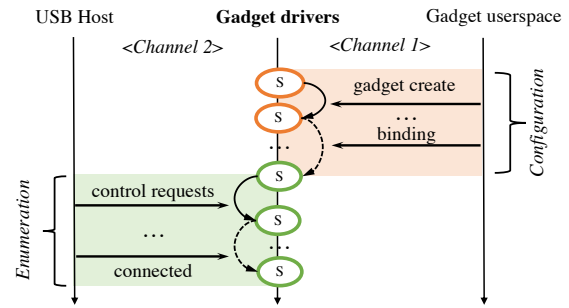 USB Host
Gadget drivers
Gadget userspace
<Channel 2>
<Channel 1>
S
gadget create
S
...
...
binding
Configuration
S
control requests
S
...
...
S
connected
Enumeration